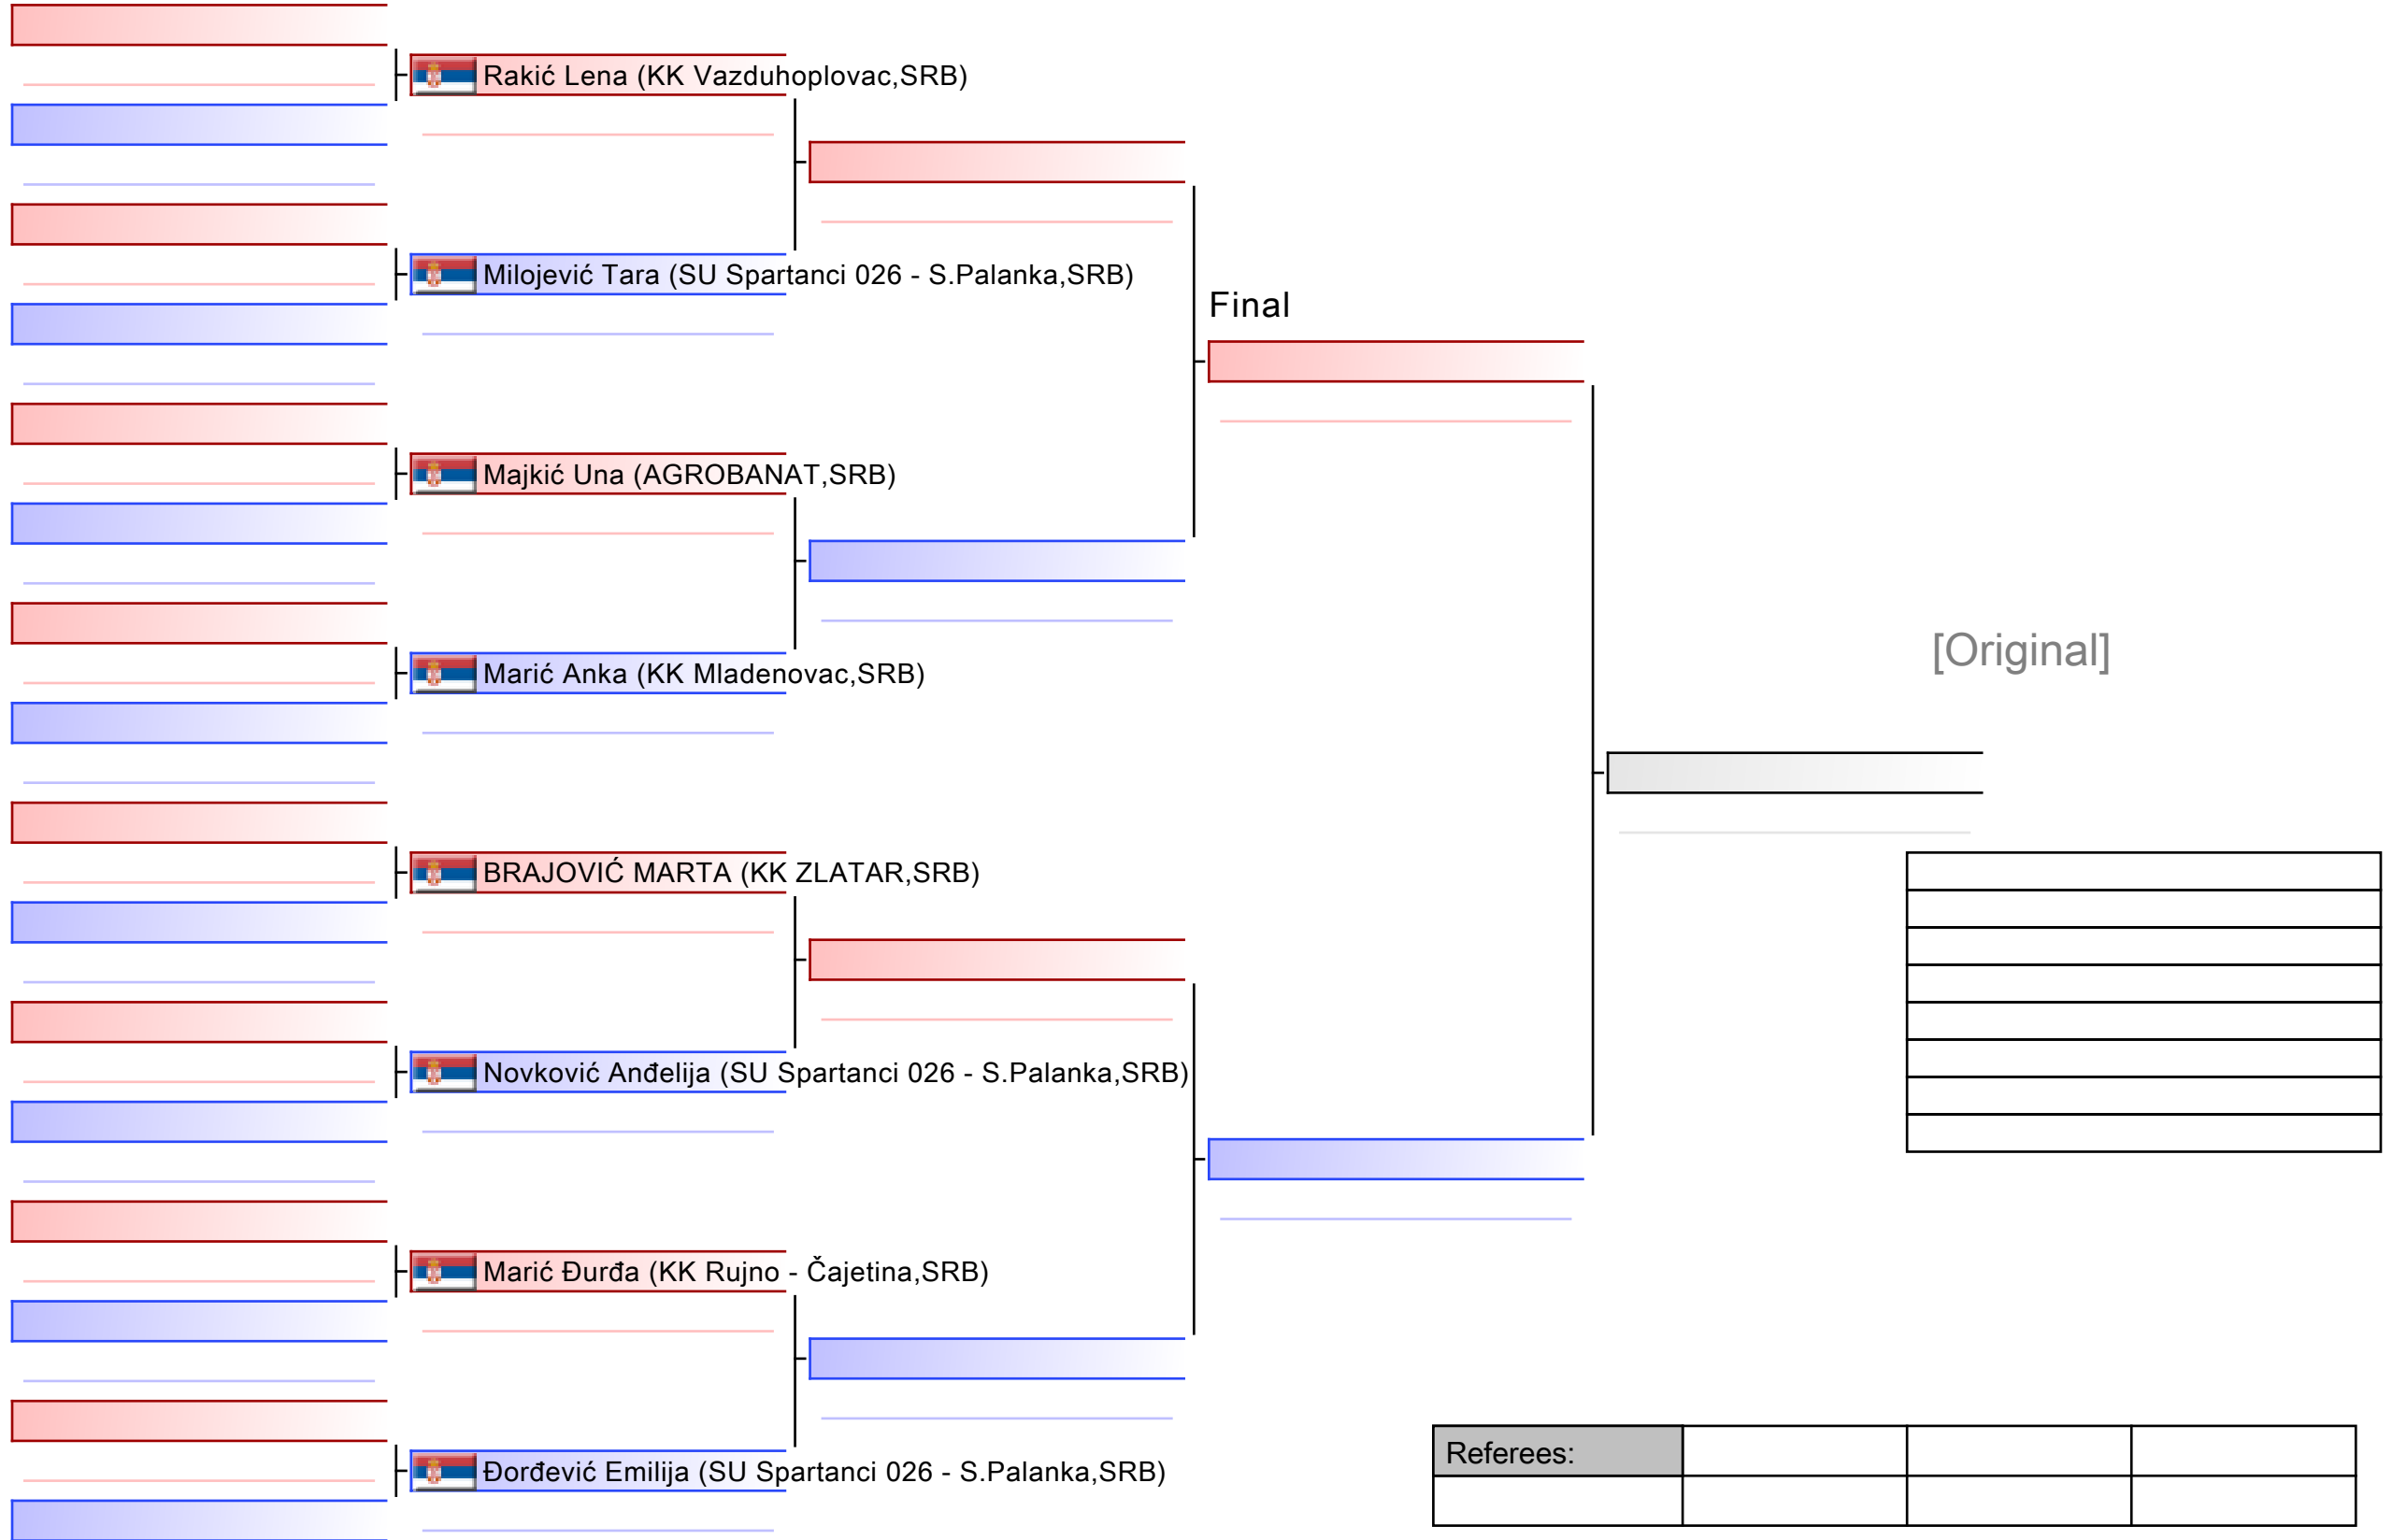 Rakić Lena (KK Vazduhoplovac,SRB)
Milojević Tara (SU Spartanci 026 - S.Palanka,SRB)
Final
Majkić Una (AGROBANAT,SRB)
[Original]
Marić Anka (KK Mladenovac,SRB)
BRAJOVIĆ MARTA (KK ZLATAR,SRB)
Novković Anđelija (SU Spartanci 026 - S.Palanka,SRB)
Marić Đurđa (KK Rujno - Čajetina,SRB)
Referees:
Đorđević Emilija (SU Spartanci 026 - S.Palanka,SRB)